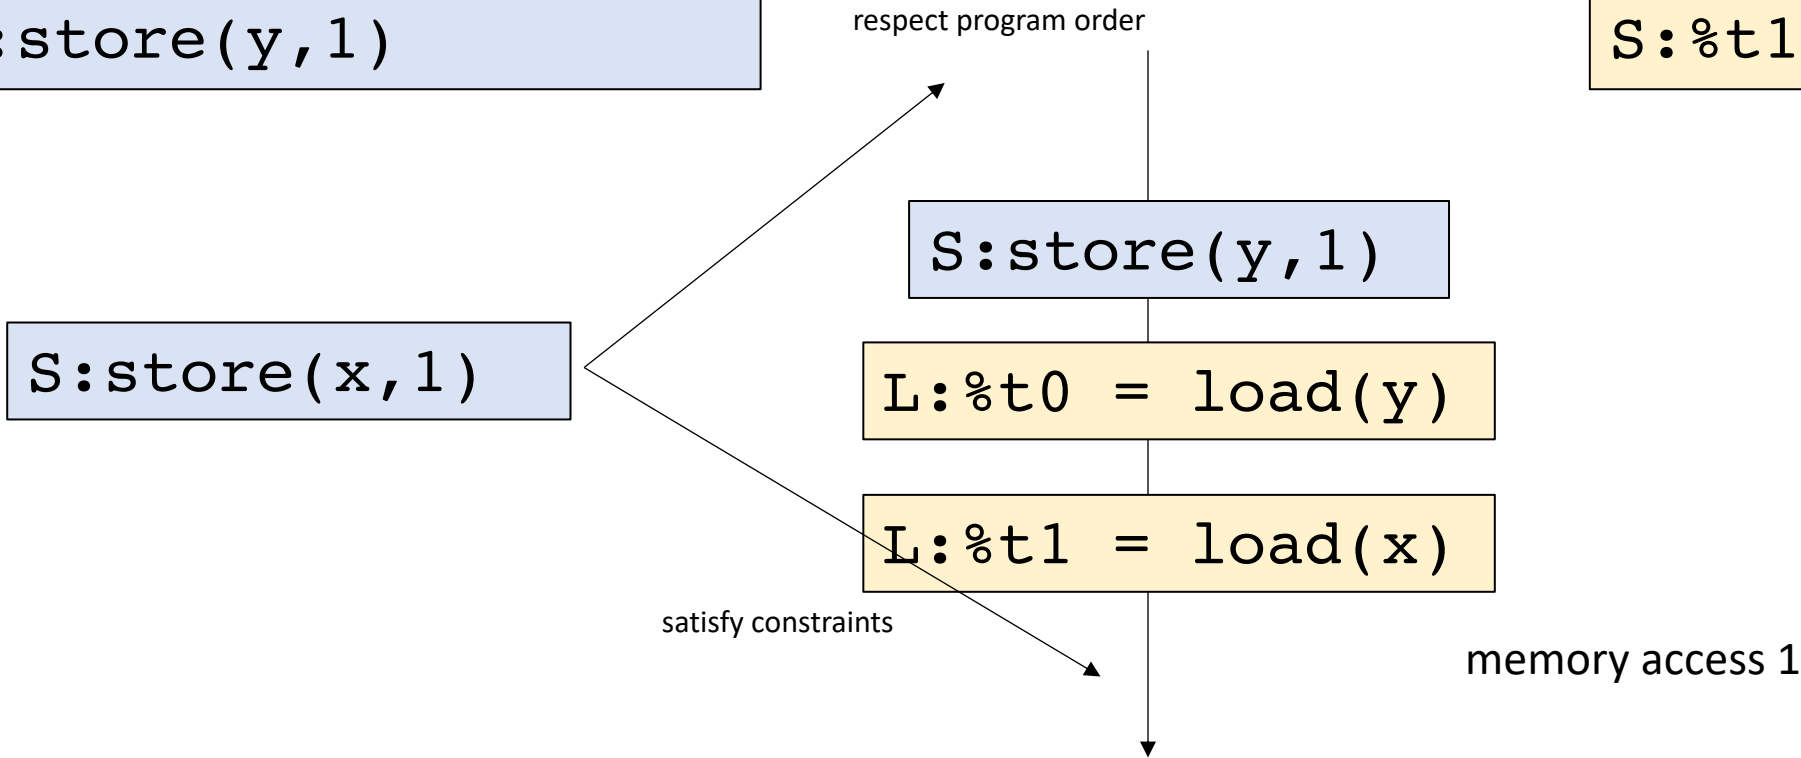 respect program order
:store(y,1)
S:%t1
S:store(y,1)
S:store(x,1)
L:%t0 = load(y)
L:%t1 = load(x)
satisfy constraints
memory access 1